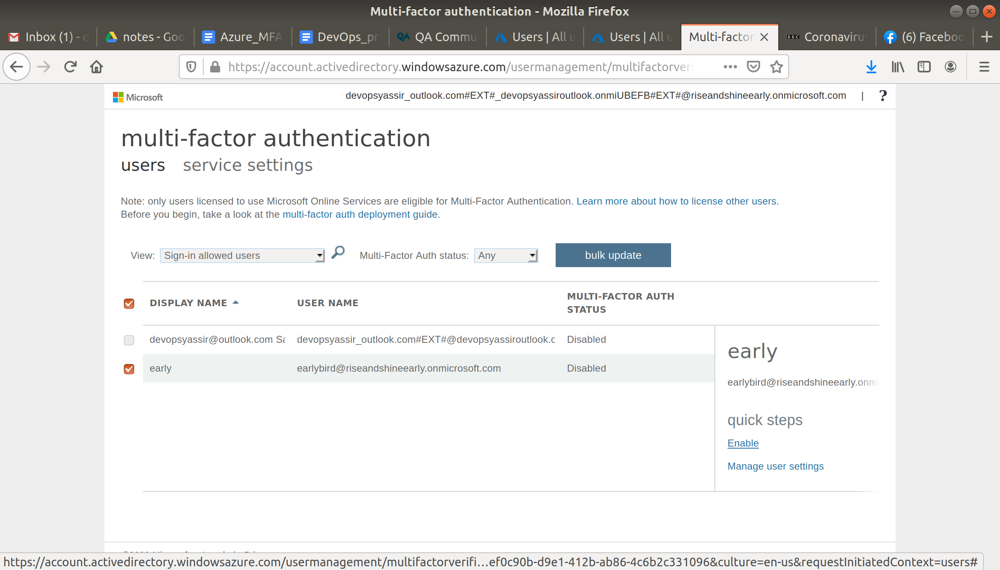 Multi-factor authentication - Mozilla Firefox
Inbox (1) -
notes - Goo
Azure_MFA
DevOps_pr
QA Commu
Users | All u
Users | All u
Multi-factor
BBC Coronavirus
(6) Faceboo
https://account.activedirectory.windowsazure.com/usermanagement/multifactorveri
Microsoft
devopsyassir_outlook.com#EXT#_devopsyassiroutlook.onmiUBEFB#EXT#@riseandshineearly.onmicrosoft.com | ?
multi-factor authentication
users service settings
Note: only users licensed to use Microsoft Online Services are eligible for Multi-Factor Authentication. Learn more about how to license other users.
Before you begin, take a look at the multi-factor auth deployment guide.
View: Sign-in allowed users Multi-Factor Auth status: Any bulk update
DISPLAY NAME USER NAME MULTI-FACTOR AUTH
STATUS
devopsyassir@outlook.com Sa devopsyassir_outlook.com#EXT#@devopsyassiroutlook.c Disabled
early earlybird@riseandshineearly.onmicrosoft.com Disabled
early
earlybird@riseandshineearly.onm
quick steps
Enable
Manage user settings
https://account.activedirectory.windowsazure.com/usermanagement/multifactorverifi…ef0c90b-d9e1-412b-ab86-4c6b2c331096&culture=en-us&requestInitiatedContext=users#